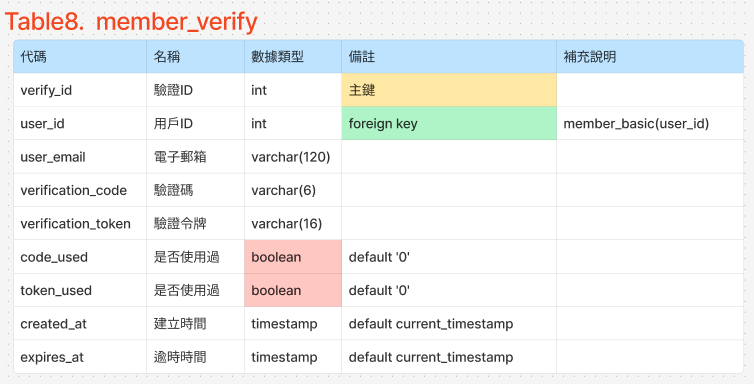 Table8. member_verify
代碼 名稱 數據類型 備註 補充說明
verify_id 驗證ID int 主鍵
user_id 用戶ID int foreign key member_basic(user_id)
user_email 電子郵箱 varchar(120)
verification_code 驗證碼 varchar(6)
verification_token 驗證令牌 varchar(16)
code_used 是否使用過 boolean default '0'
token_used 是否使用過 boolean default '0'
created_at 建立時間 timestamp default current_timestamp
expires_at 逾時時間 timestamp default current_timestamp